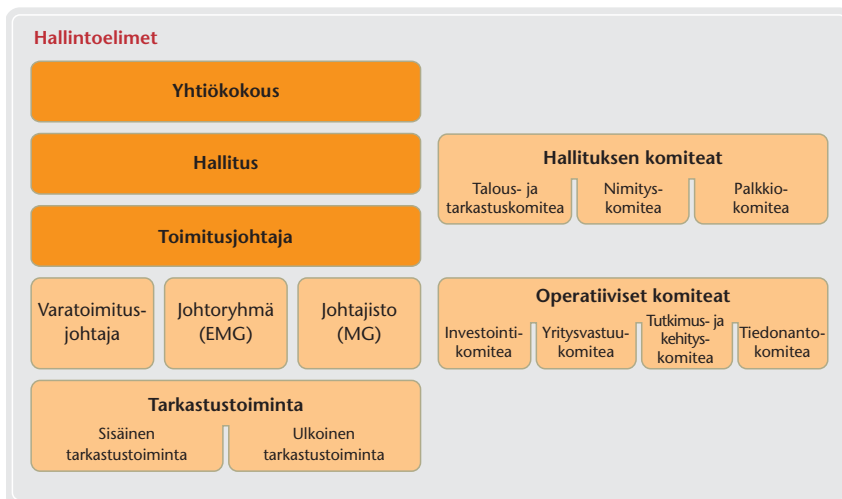 Hallintoelimet
Yhtiökokous
Hallitus
Toimitusjohtaja
Varatoimitus-
johtaja
Johtoryhmä
(EMG)
Johtajisto
(MG)
Tarkastustoiminta
Sisäinen
tarkastustoiminta
Ulkoinen
tarkastustoiminta
Hallituksen komiteat
Talous- ja
tarkastuskomitea
Nimitys-
komitea
Palkkio-
komitea
Operatiiviset komiteat
Investointi-
komitea
Yritysvastuu-
komitea
Tutkimus- ja
kehitys-
komitea
Tiedonanto-
komitea